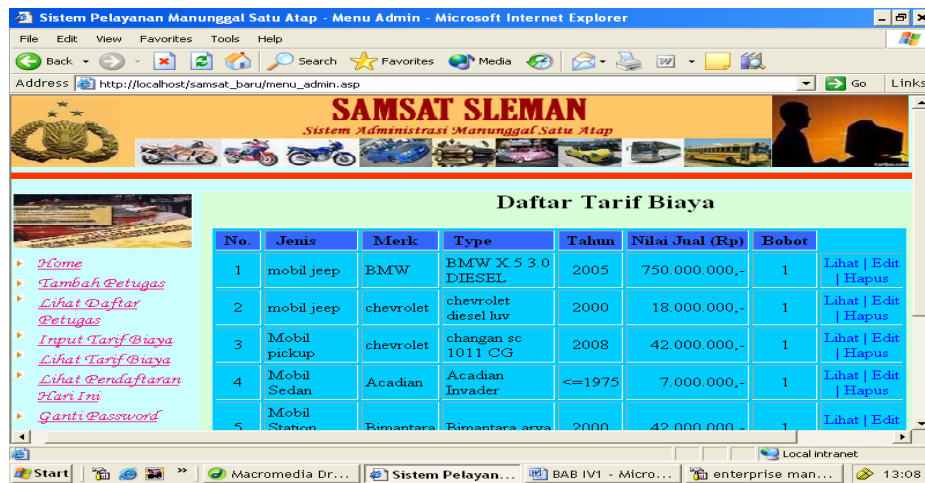 Sistem Pelayanan Manunggal Satu Atap - Menu Admin - Microsoft Internet Explorer
File Edit View Favorites Tools Help
Back Search Favorites Media
Address http://localhost/samsat_baru/menu_admin.asp Go Links
SAMSAT SLEMAN
Sistem Administrasi Manunggal Satu Atap
Daftar Tarif Biaya
Home
Tambah Petugas
Lihat Daftar
Petugas
Input Tarif Biaya
Lihat Tarif Biaya
Lihat Pendaftaran
Hari Ini
Ganti Password
No. Jenis Merk Type Tahun Nilai Jual (Rp) Bobot
1 mobil jeep BMW BMW X.5 3.0 DIESEL 2005 750.000.000,- 1 Lihat | Edit | Hapus
2 mobil jeep chevrolet chevrolet diesel luv 2000 18.000.000,- 1 Lihat | Edit | Hapus
3 Mobil pickup chevrolet changan sc 1011 CG 2008 42.000.000,- 1 Lihat | Edit | Hapus
4 Mobil Sedan Acadian Acadian Invader <=1975 7.000.000,- 1 Lihat | Edit | Hapus
5 Mobil Station Bimantara Bimantara arya 2000 42.000.000,- 1 Lihat | Edit
Local intranet
Start Macromedia Dr... Sistem Pelayan... BAB IV1 - Micro... enterprise man... 13:08